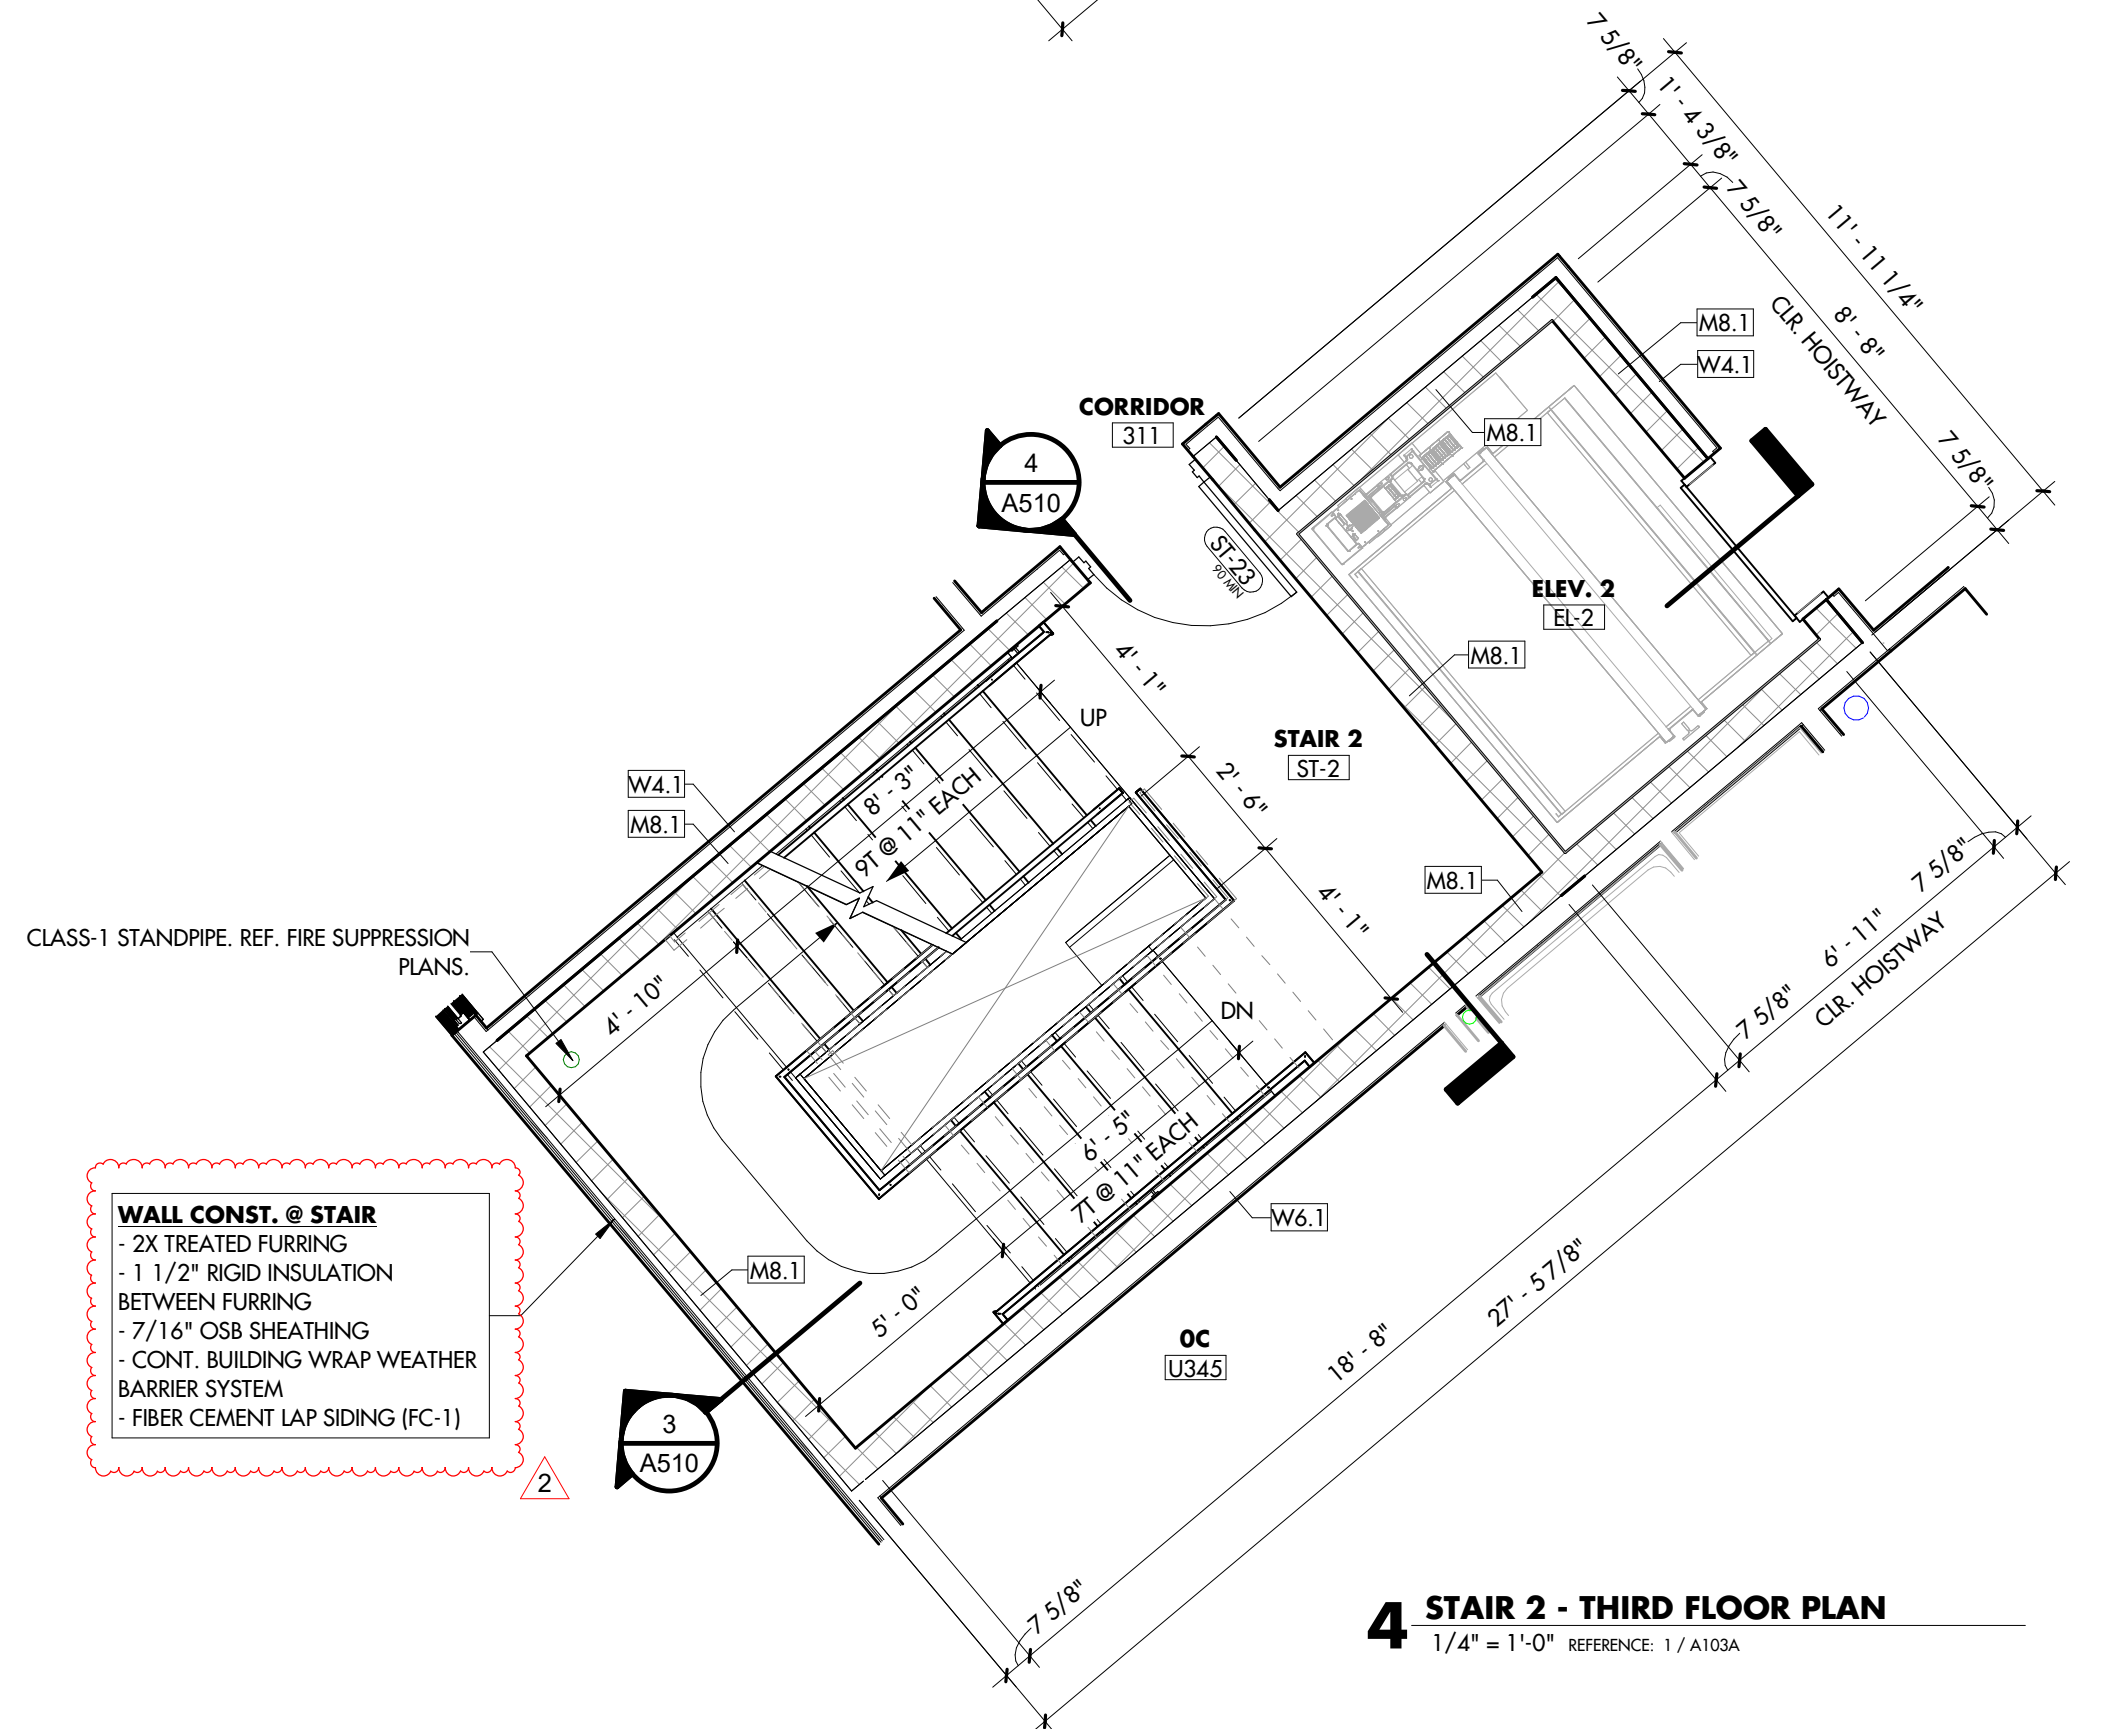 7 5/8"
1' - 4 3/8"
7 5/8"
11' - 11 1/4"
8' - 8"
CLR. HOISTWAY
7 5/8"
M8.1
W4.1
M8.1
CORRIDOR
311
4
A510
ST-23
90 MIN
ELEV. 2
EL-2
M8.1
4' - 1"
UP
STAIR 2
ST-2
2' - 6"
W4.1
M8.1
8' - 3"
9T @ 11" EACH
4' - 1"
M8.1
7 5/8"
6' - 11"
CLR. HOISTWAY
7 5/8"
CLASS-1 STANDPIPE. REF. FIRE SUPPRESSION
PLANS.
4' - 10"
DN
6' - 5"
7T @ 11" EACH
W6.1
M8.1
5' - 0"
WALL CONST. @ STAIR
- 2X TREATED FURRING
- 1 1/2" RIGID INSULATION
BETWEEN FURRING
- 7/16" OSB SHEATHING
- CONT. BUILDING WRAP WEATHER
BARRIER SYSTEM
- FIBER CEMENT LAP SIDING (FC-1)
2
3
A510
0C
U345
18' - 8"
27' - 5 7/8"
7 5/8"
4 STAIR 2 - THIRD FLOOR PLAN
1/4" = 1'-0" REFERENCE: 1 / A103A